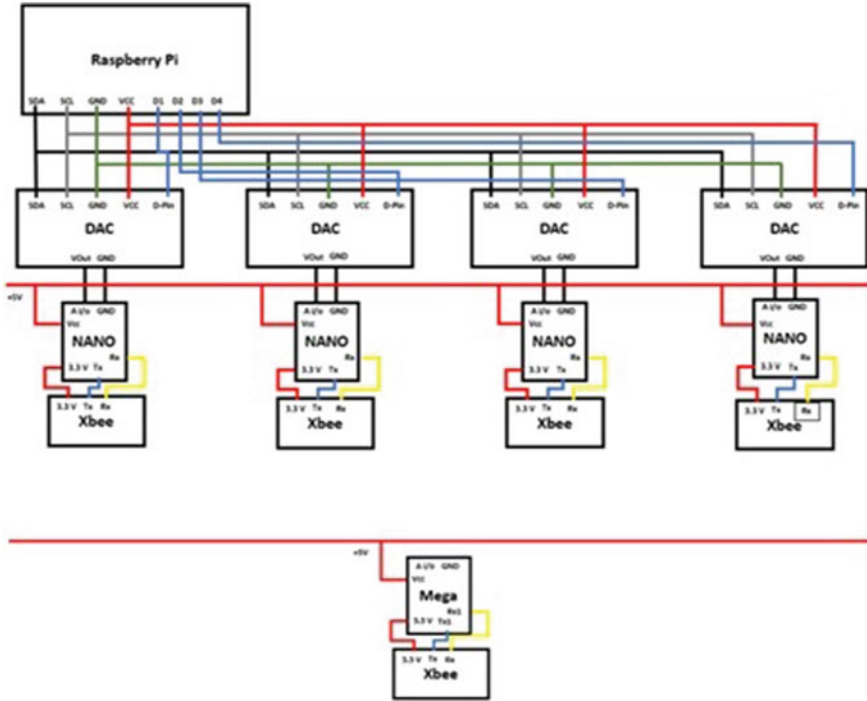 Raspberry Pi
SDA SCL GND VCC D1 D2 D3 D4
SDA SCL GND VCC D-Pin
DAC
VOut GND
SDA SCL GND VCC D-Pin
DAC
VOut GND
SDA SCL GND VCC D-Pin
DAC
VOut GND
SDA SCL GND VCC D-Pin
DAC
VOut GND
+5V
A I/o GND
Vcc
NANO
Rx
3.3 V Tx
3.3 V Tx Rx
Xbee
A I/o GND
Vcc
NANO
Rx
3.3 V Tx
3.3 V Tx Rx
Xbee
A I/o GND
Vcc
NANO
Rx
3.3 V Tx
3.3 V Tx Rx
Xbee
A I/o GND
Vcc
NANO
Rx
3.3 V Tx
3.3 V Tx Rx
Xbee
+5V
A I/o GND
Vcc
Mega
Rx1
3.3 V Tx1
3.3 V Tx Rx
Xbee